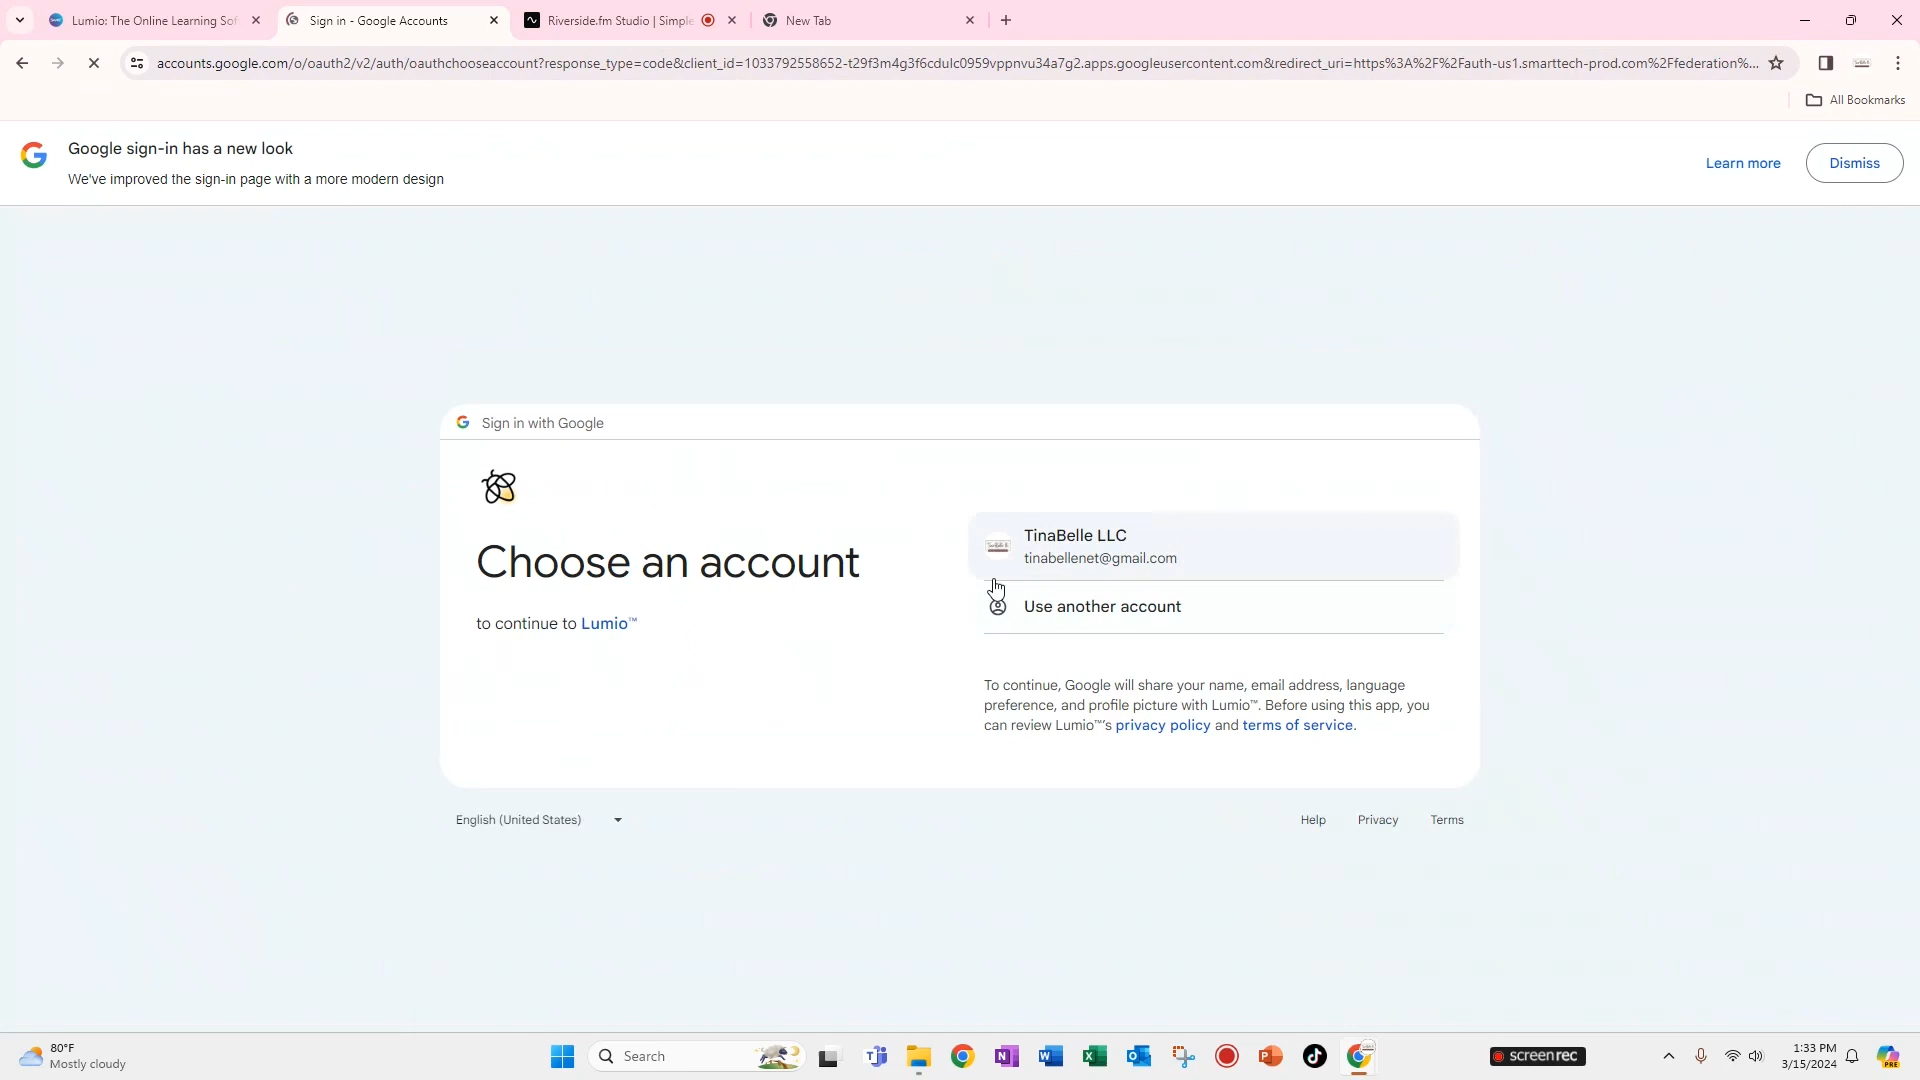 Lumio: The Online Learning Sof
Sign in - Google Accounts
Riverside.fm Studio | Simple
New Tab
accounts.google.com/o/oauth2/v2/auth/oauthchooseaccount?response_type=code&client_id=1033792558652-t29f3m4g3f6cdulc0959vppnvu34a7g2.apps.googleusercontent.com&redirect_uri=https%3A%2F%2Fauth-us1.smarttech-prod.com%2Ffederation%...
All Bookmarks
Google sign-in has a new look
We've improved the sign-in page with a more modern design
Learn more
Dismiss
Sign in with Google
Choose an account
to continue to Lumio™
TinaBelle LLC
tinabellenet@gmail.com
Use another account
To continue, Google will share your name, email address, language
preference, and profile picture with Lumio™. Before using this app, you
can review Lumio™'s privacy policy and terms of service.
English (United States)
Help
Privacy
Terms
80°F
Mostly cloudy
Search
screenrec
1:33 PM
3/15/2024